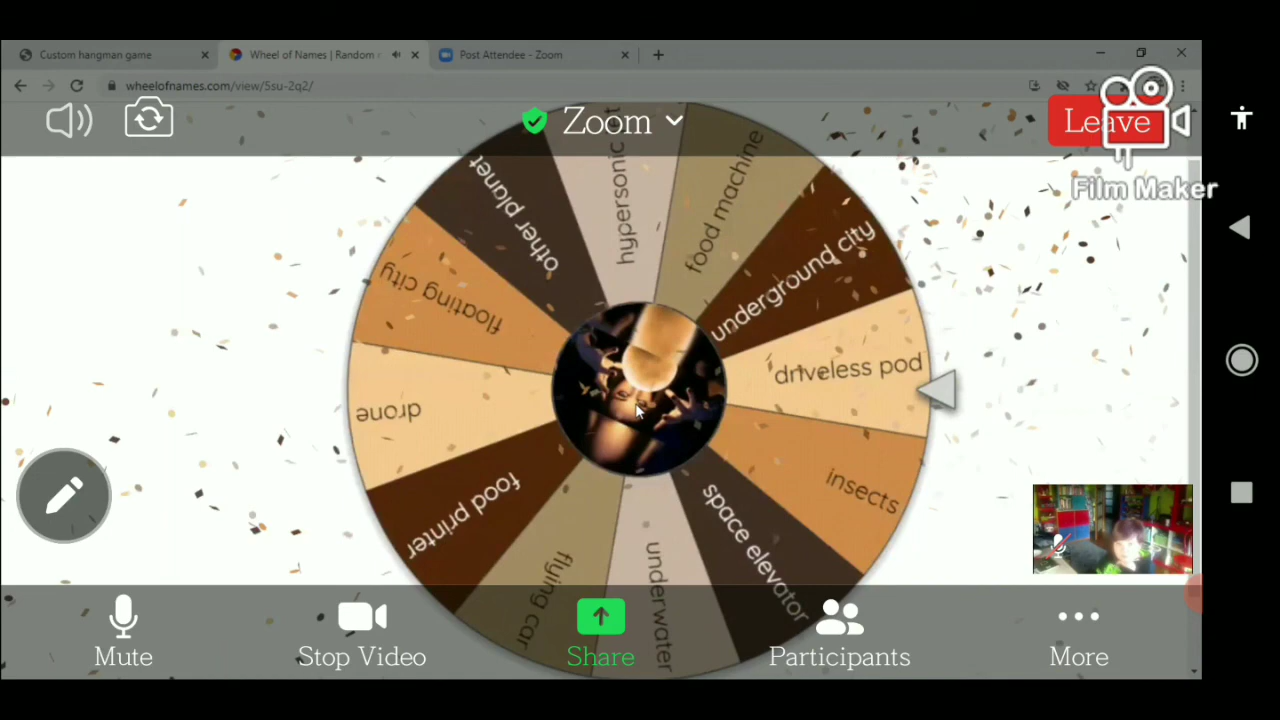 Custom hangman game
Wheel of Names | Random
Post Attendee - Zoom
wheelofnames.com/view/5su-2q2/
Zoom
Leave
Film Maker
hypersonic
food machine
underground city
driveless pod
insects
space elevator
underwater
flying car
food printer
drone
floating city
other planet
Mute
Stop Video
Share
Participants
More